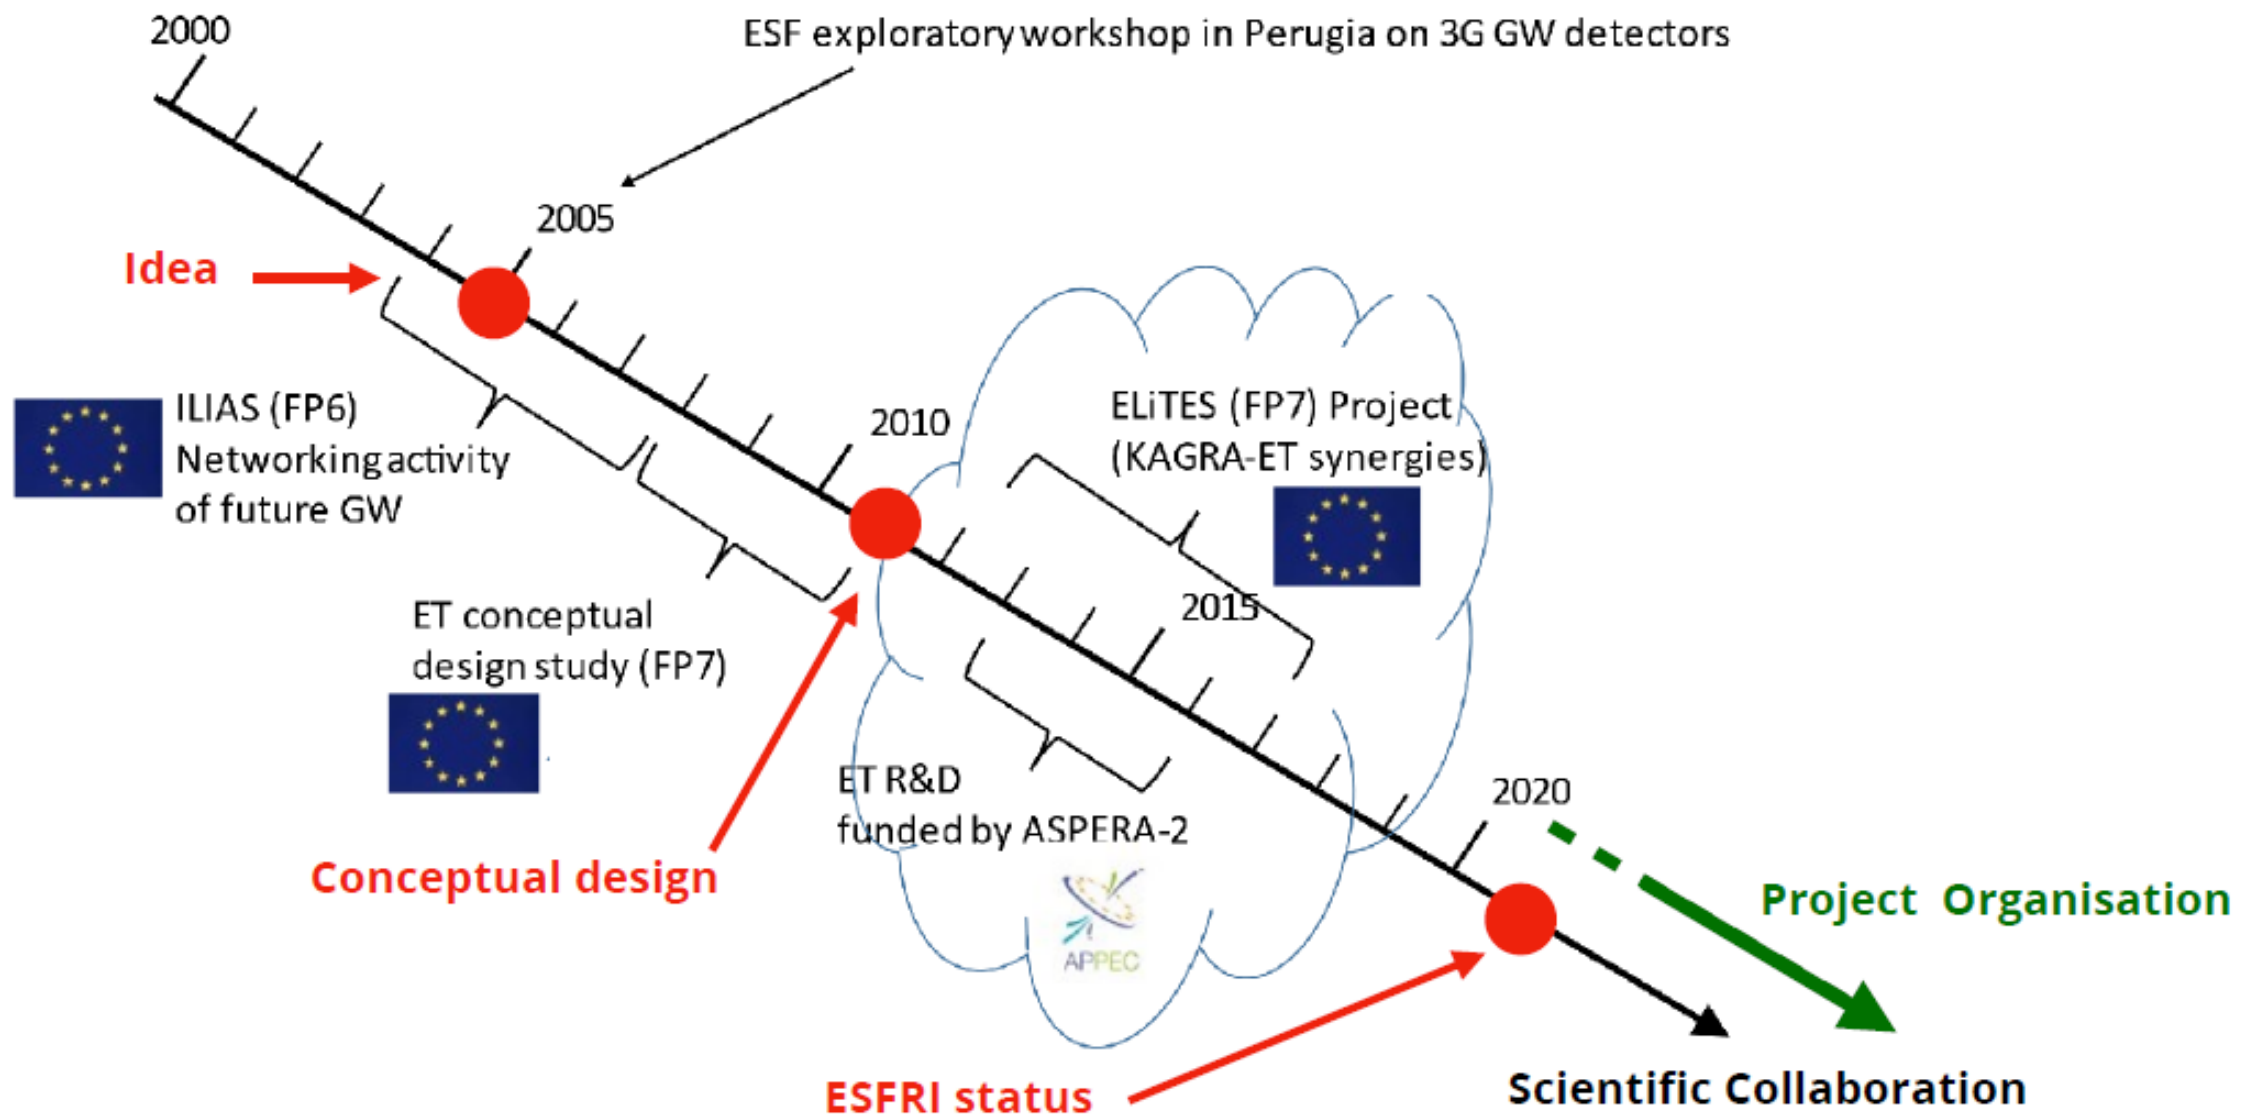 2000
ESF exploratory workshop in Perugia on 3G GW detectors
2005
Idea
ILIAS (FP6)
Networking activity
of future GW
2010
ELiTES (FP7) Project
(KAGRA-ET synergies)
2015
ET conceptual
design study (FP7)
ET R&D
funded by ASPERA-2
APPEC
2020
Conceptual design
Project Organisation
ESFRI status
Scientific Collaboration